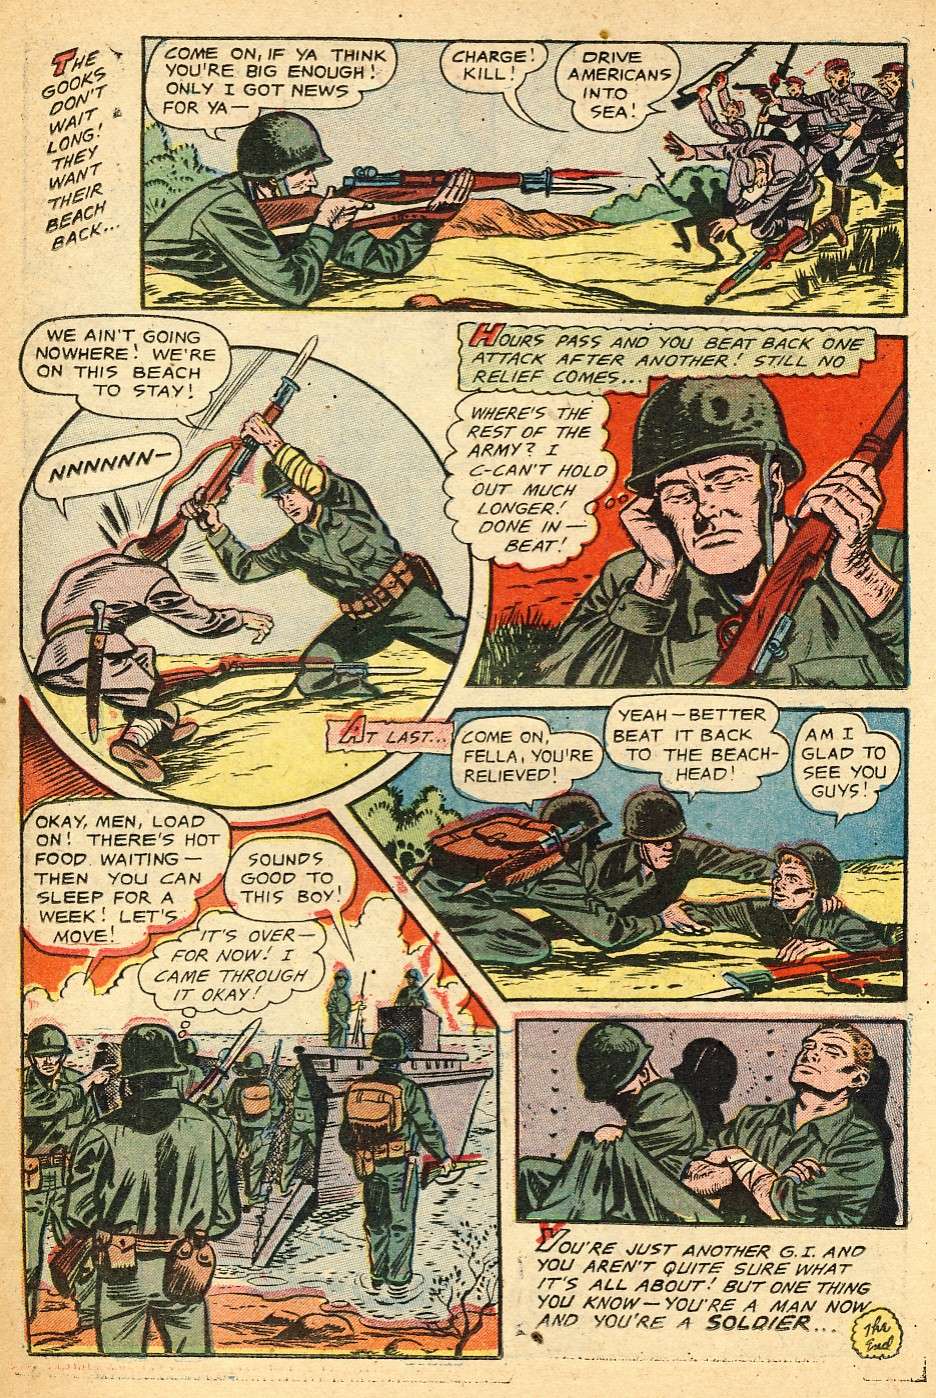 THE
GOOKS
DON'T
WAIT
LONG!
THEY
WANT
THEIR
BEACH
BACK...
COME ON, IF YA THINK
YOU'RE BIG ENOUGH!
ONLY I GOT NEWS
FOR YA—
CHARGE!
KILL!
DRIVE
AMERICANS
INTO
SEA!
WE AIN'T GOING
NOWHERE! WE'RE
ON THIS BEACH
TO STAY!
NNNNNN—
HOURS PASS AND YOU BEAT BACK ONE
ATTACK AFTER ANOTHER! STILL NO
RELIEF COMES...
WHERE'S THE
REST OF THE
ARMY? I
C-CAN'T HOLD
OUT MUCH
LONGER!
DONE IN—
BEAT!
AT LAST...
COME ON,
FELLA, YOU'RE
RELIEVED!
YEAH—BETTER
BEAT IT BACK
TO THE BEACH-
HEAD!
AM I
GLAD TO
SEE YOU
GUYS!
OKAY, MEN, LOAD
ON! THERE'S HOT
FOOD WAITING—
THEN YOU CAN
SLEEP FOR A
WEEK! LET'S
MOVE!
SOUNDS
GOOD TO
THIS BOY!
IT'S OVER—
FOR NOW! I
CAME THROUGH
IT OKAY!
YOU'RE JUST ANOTHER G.I. AND
YOU AREN'T QUITE SURE WHAT
IT'S ALL ABOUT! BUT ONE THING
YOU KNOW—YOU'RE A MAN NOW
AND YOU'RE A SOLDIER...
The
End